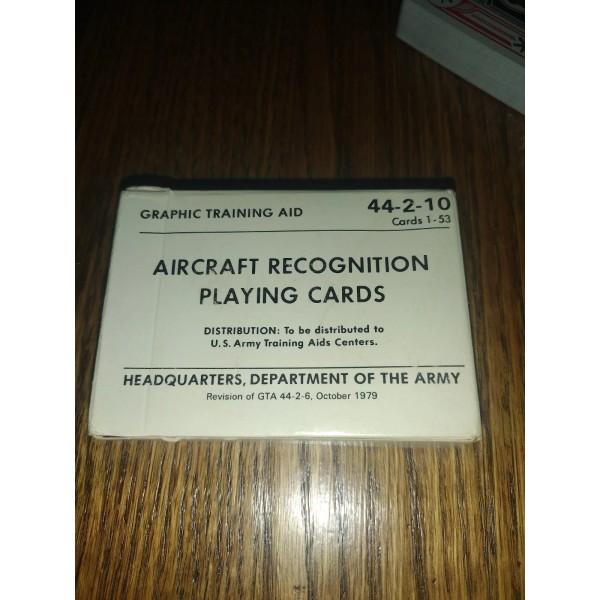 GRAPHIC TRAINING AID
44-2-10
Cards 1-53
AIRCRAFT RECOGNITION
PLAYING CARDS
DISTRIBUTION: To be distributed to
U.S. Army Training Aids Centers.
HEADQUARTERS, DEPARTMENT OF THE ARMY
Revision of GTA 44-2-6, October 1979